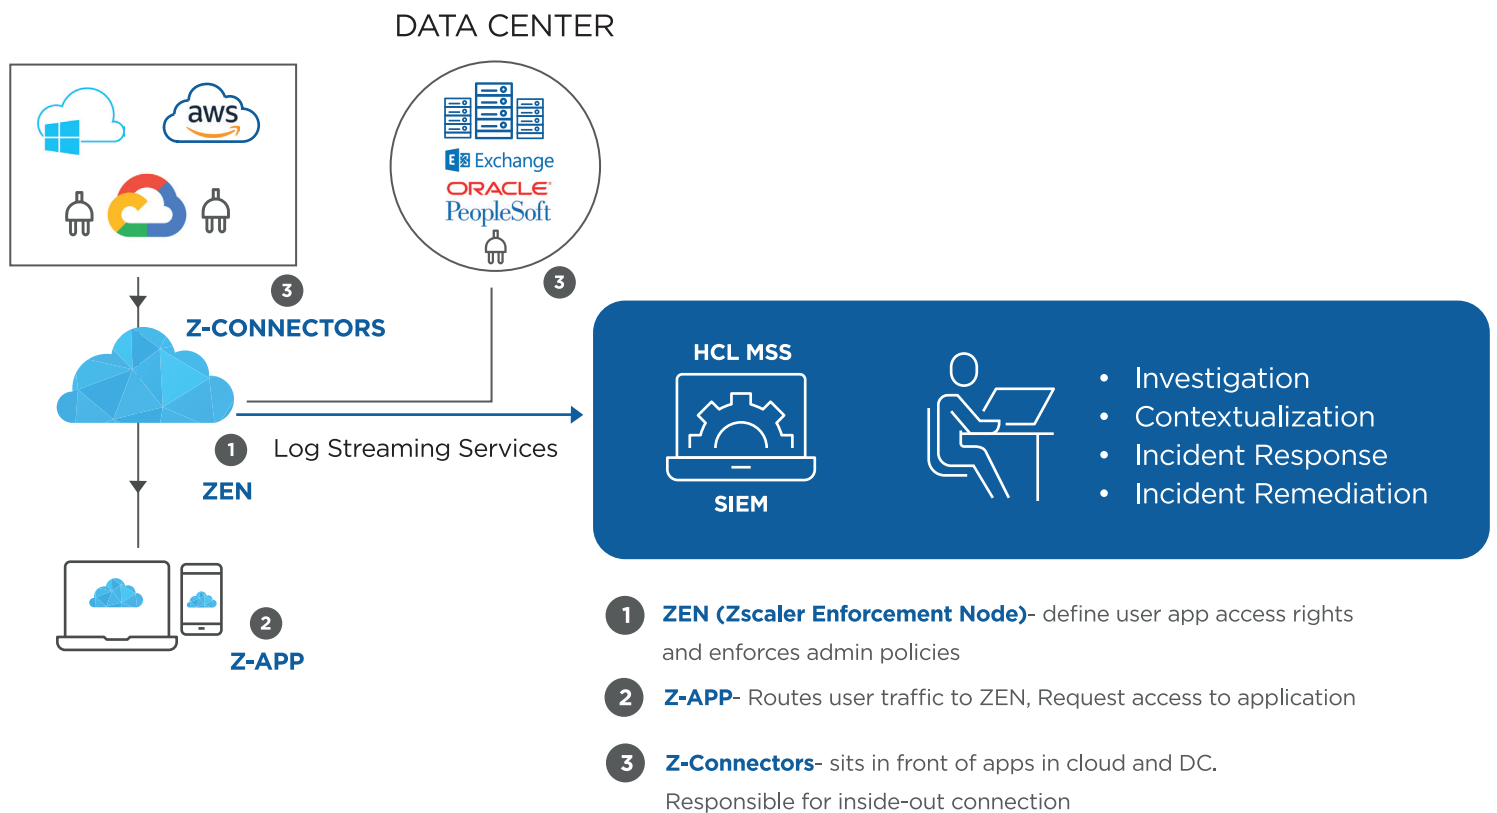 DATA CENTER
aws
E
Exchange
ORACLE
PeopleSoft
3
3
Z-CONNECTORS
HCL MSS
SIEM
• Investigation
• Contextualization
• Incident Response
• Incident Remediation
1
Log Streaming Services
ZEN
2
Z-APP
1 ZEN (Zscaler Enforcement Node)- define user app access rights
and enforces admin policies
2 Z-APP- Routes user traffic to ZEN, Request access to application
3 Z-Connectors- sits in front of apps in cloud and DC.
Responsible for inside-out connection